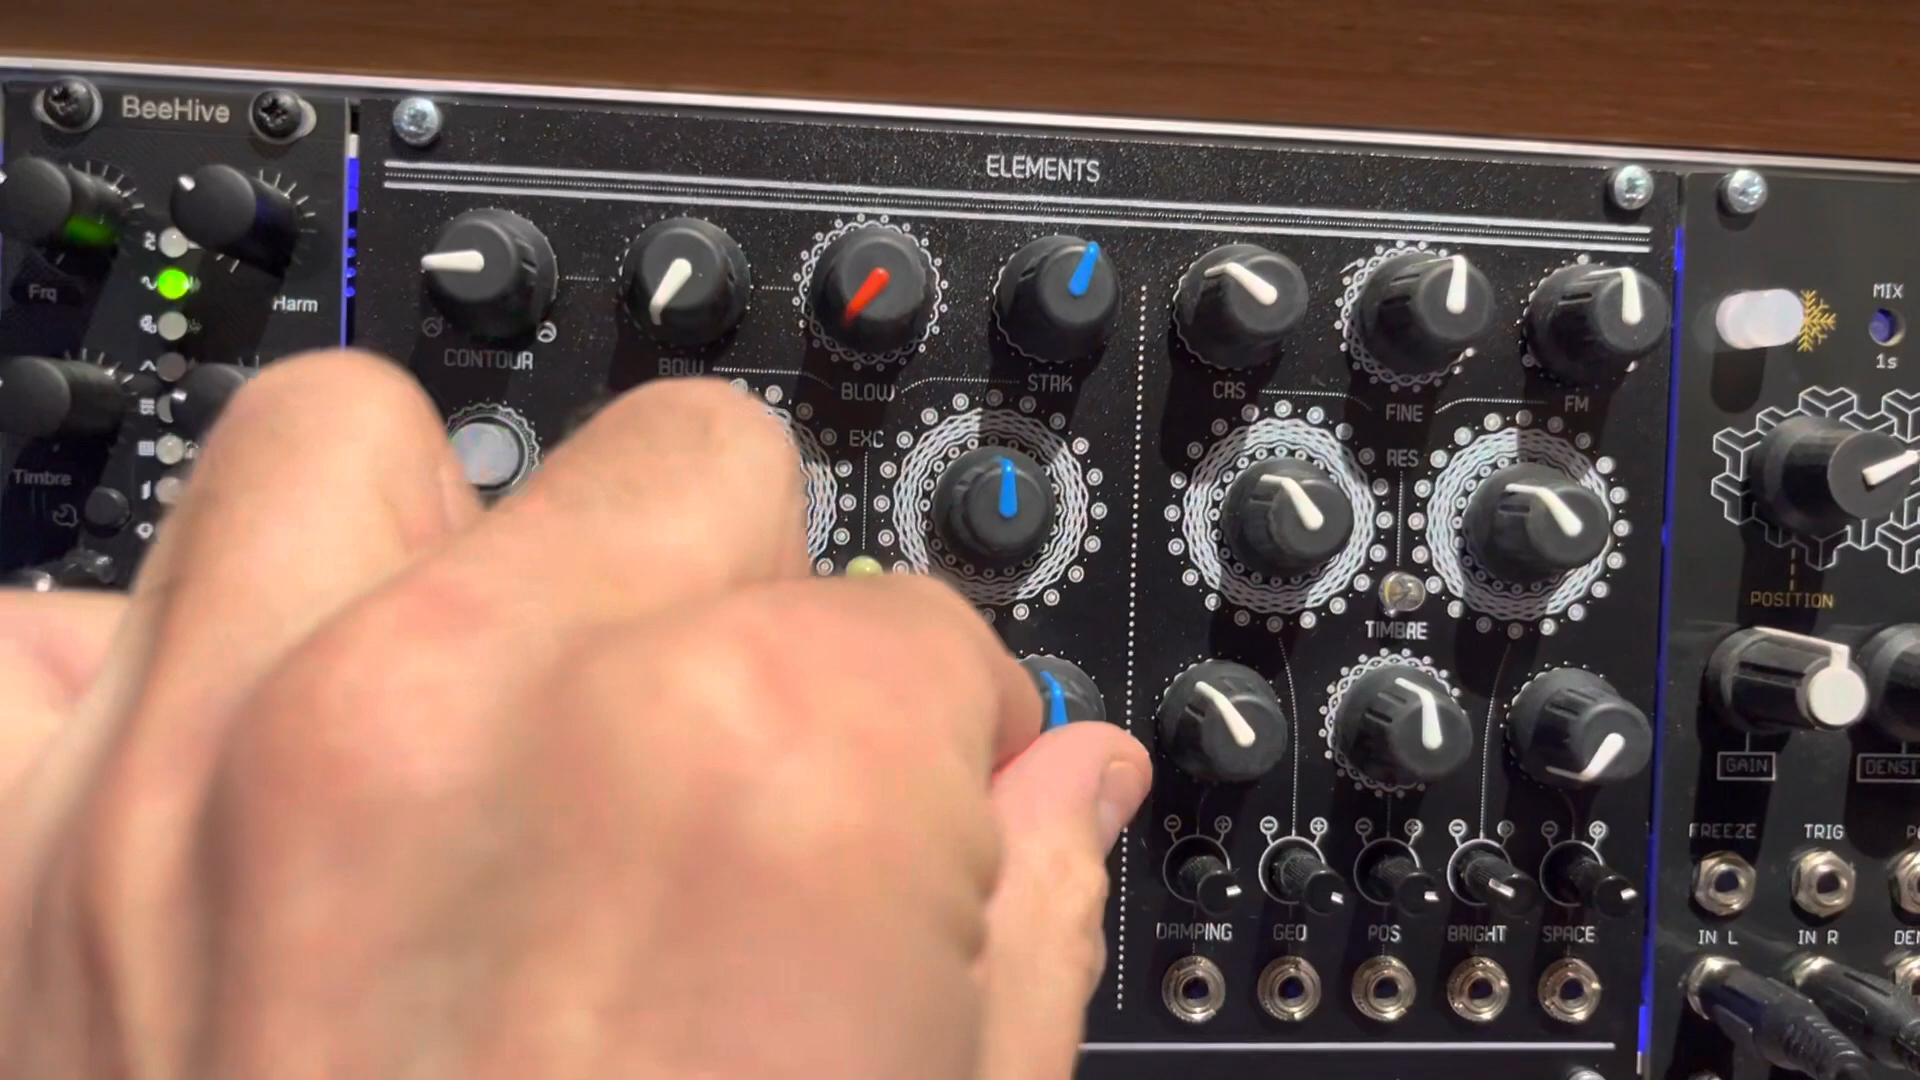 BeeHive
ELEMENTS
Frq
Harm
MIX
1s
CONTOUR
BOW
BLOW
STRK
CRS
FINE
FM
EXC
RES
Timbre
TIMBRE
POSITION
GAIN
FREEZE
TRIG
DAMPING
GEO
POS
BRIGHT
SPACE
IN L
IN R